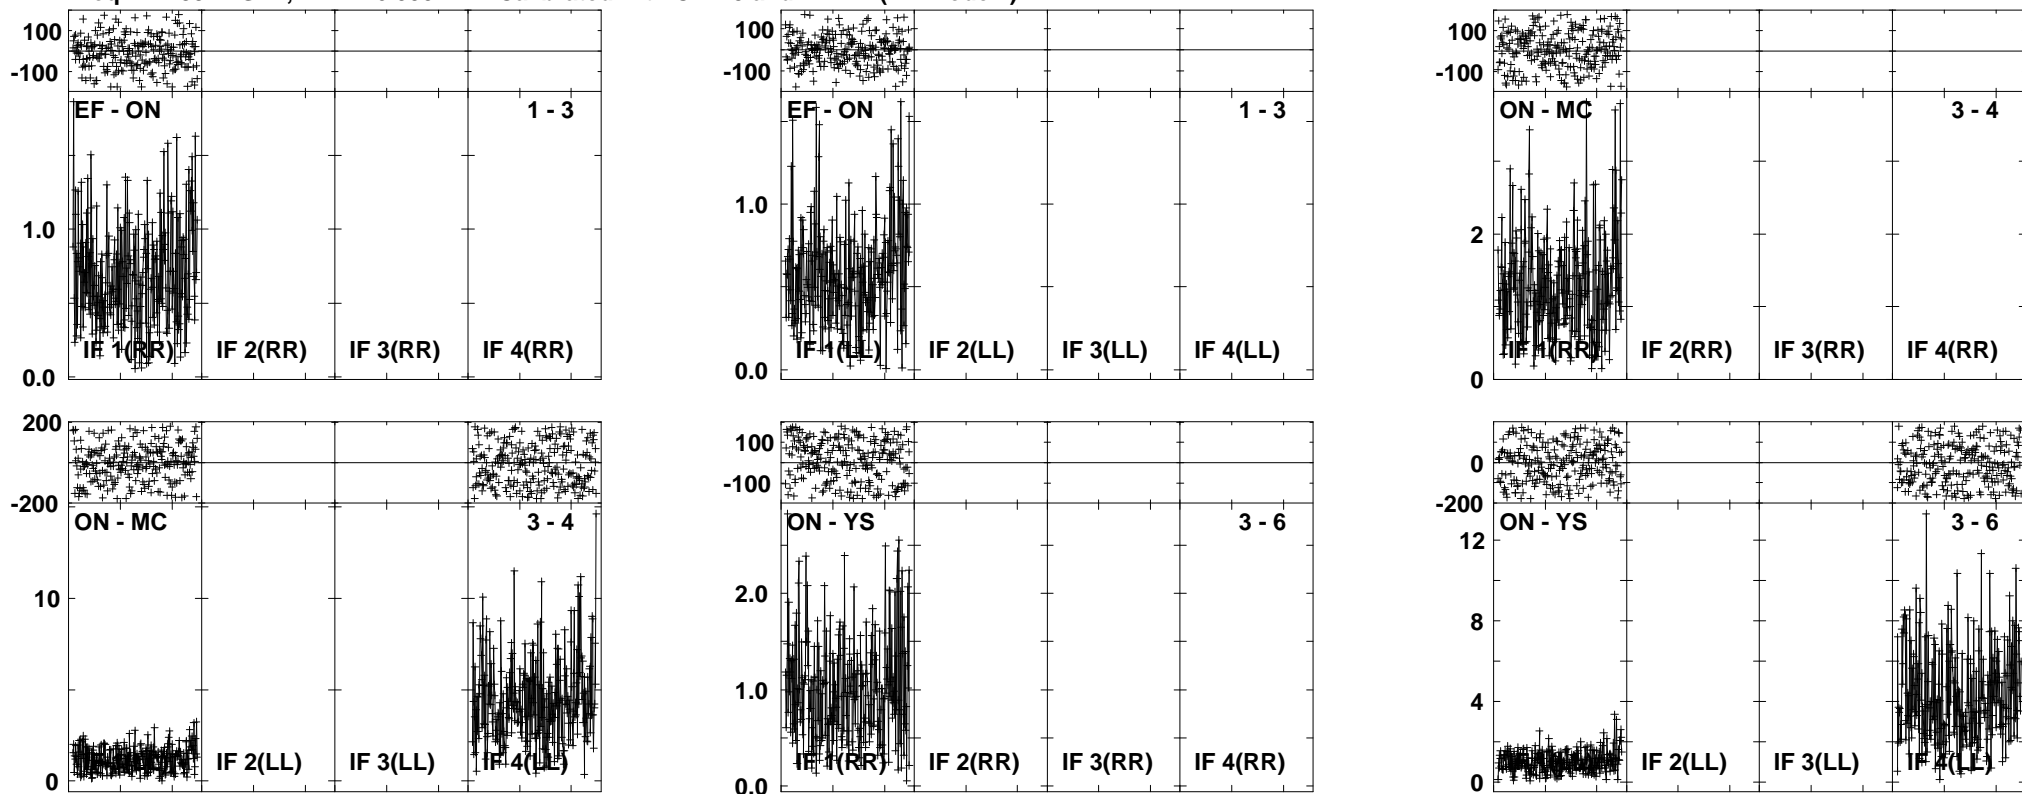 100
-100
EF - ON
1 - 3
1.0
0.0
IF 1(RR)
IF 2(RR)
IF 3(RR)
IF 4(RR)
100
-100
EF - ON
1 - 3
1.0
0.0
IF 1(LL)
IF 2(LL)
IF 3(LL)
IF 4(LL)
100
-100
ON - MC
3 - 4
2
0
IF 1(RR)
IF 2(RR)
IF 3(RR)
IF 4(RR)
200
-200
ON - MC
3 - 4
10
0
IF 2(LL)
IF 3(LL)
IF 4(LL)
100
-100
ON - YS
3 - 6
2.0
1.0
0.0
IF 1(RR)
IF 2(RR)
IF 3(RR)
IF 4(RR)
0
-200
ON - YS
3 - 6
12
8
4
0
IF 2(LL)
IF 3(LL)
IF 4(LL)